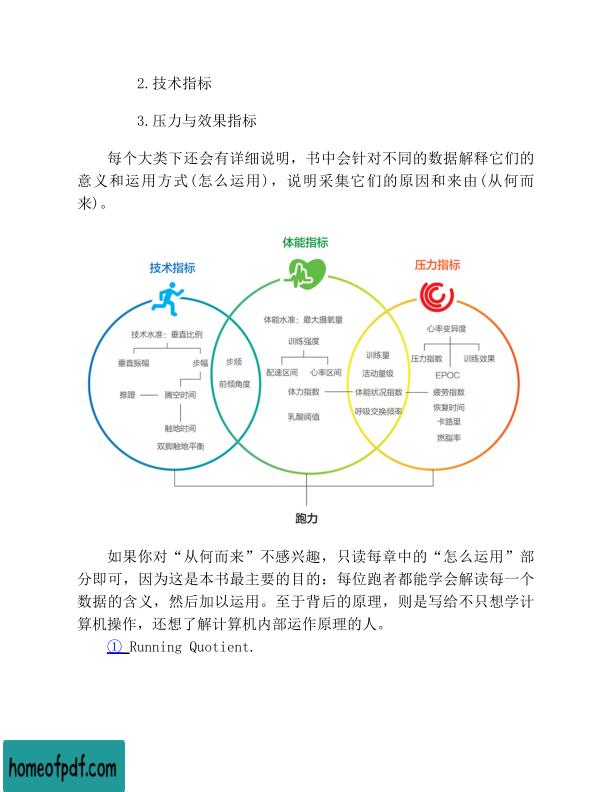 2.技术指标
3.压力与效果指标
每个大类下还会有详细说明，书中会针对不同的数据解释它们的
意义和运用方式(怎么运用)，说明采集它们的原因和来由(从何而
来)。
体能指标
技术指标
压力指标
技术水准：垂直比例
垂直振幅
步幅
推蹬
腾空时间
触地时间
双脚触地平衡
步频
前倾角度
体能水准：最大摄氧量
训练强度
配速区间
心率区间
体力指数
乳酸阈值
训练量
活动量级
体能状况指数
呼吸交换频率
心率变异度
压力指数
训练效果
EPOC
疲劳指数
恢复时间
卡路里
燃脂率
跑力
如果你对“从何而来”不感兴趣，只读每章中的“怎么运用”部
分即可，因为这是本书最主要的目的：每位跑者都能学会解读每一个
数据的含义，然后加以运用。至于背后的原理，则是写给不只想学计
算机操作，还想了解计算机内部运作原理的人。
① Running Quotient.
homeofpdf.com